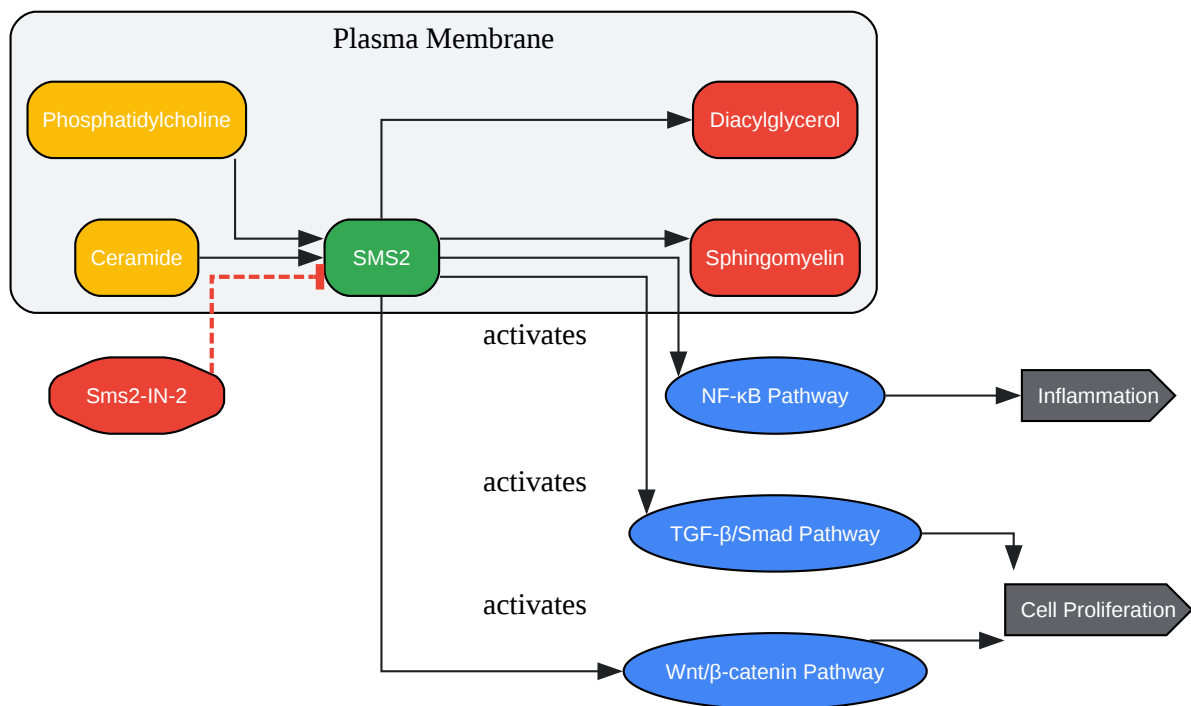 Plasma Membrane
Phosphatidylcholine
Diacylglycerol
Ceramide
SMS2
Sphingomyelin
activates
Sms2-IN-2
NF-κB Pathway
Inflammation
activates
TGF-β/Smad Pathway
activates
Cell Proliferation
Wnt/β-catenin Pathway